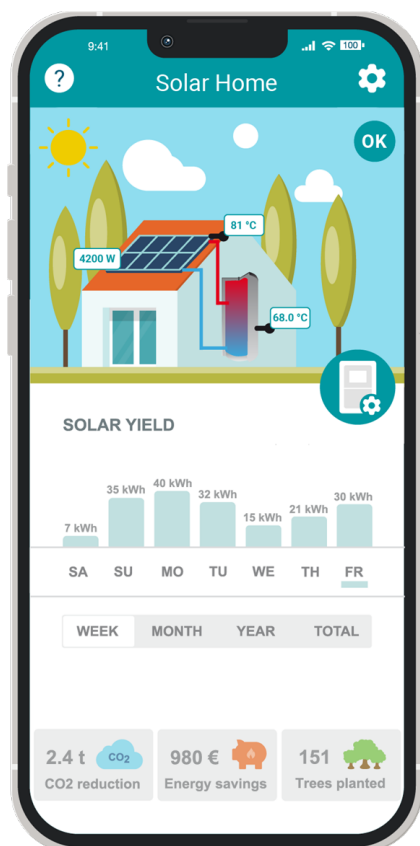 9:41
100
?
Solar Home
OK
81 °C
4200 W
68.0 °C
SOLAR YIELD
7 kWh 35 kWh 40 kWh 32 kWh 15 kWh 21 kWh 30 kWh
SA SU MO TU WE TH FR
WEEK MONTH YEAR TOTAL
2.4 t CO2 980 € 151
CO2 reduction Energy savings Trees planted